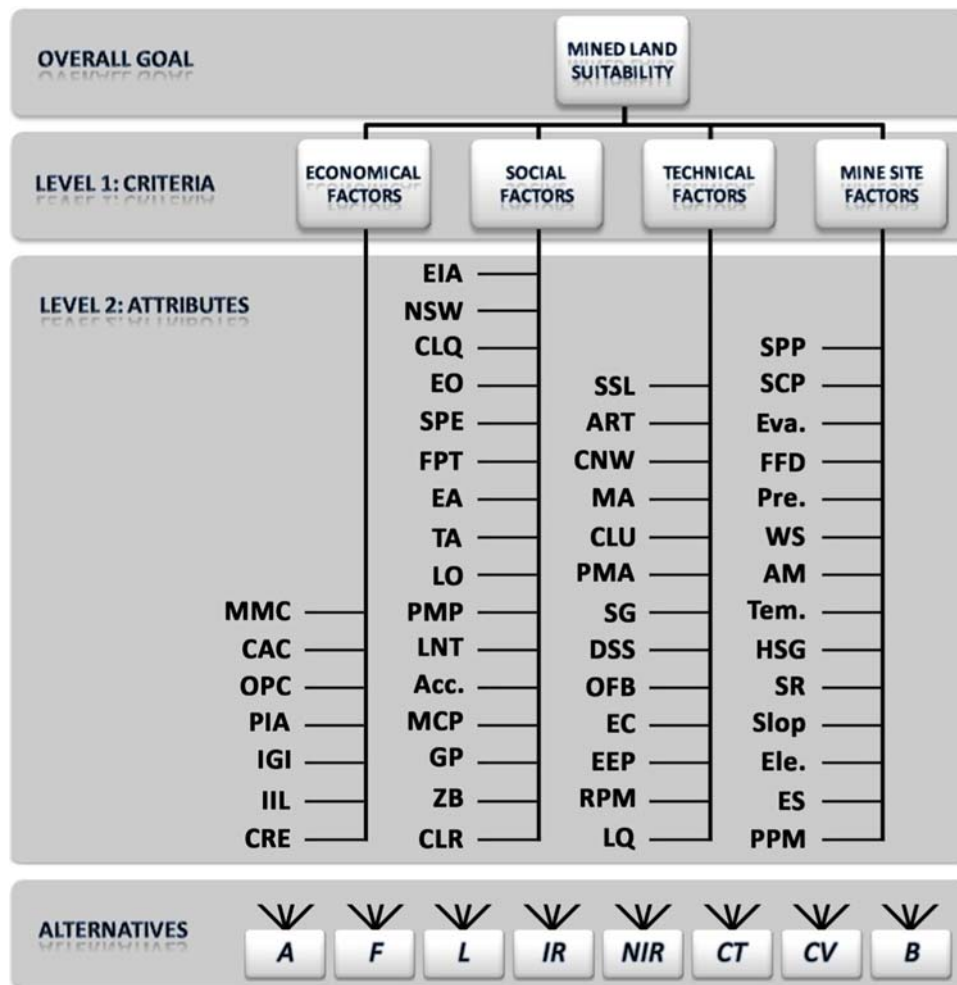 OVERALL GOAL
MINED LAND
SUITABILITY
LEVEL 1: CRITERIA
ECONOMICAL
FACTORS
SOCIAL
FACTORS
TECHNICAL
FACTORS
MINE SITE
FACTORS
LEVEL 2: ATTRIBUTES
MMC
CAC
OPC
PIA
IGI
IIL
CRE
EIA
NSW
CLQ
EO
SPE
FPT
EA
TA
LO
PMP
LNT
Acc.
MCP
GP
ZB
CLR
SSL
ART
CNW
MA
CLU
PMA
SG
DSS
OFB
EC
EEP
RPM
LQ
SPP
SCP
Eva.
FFD
Pre.
WS
AM
Tem.
HSG
SR
Slop
Ele.
ES
PPM
ALTERNATIVES
A
F
L
IR
NIR
CT
CV
B